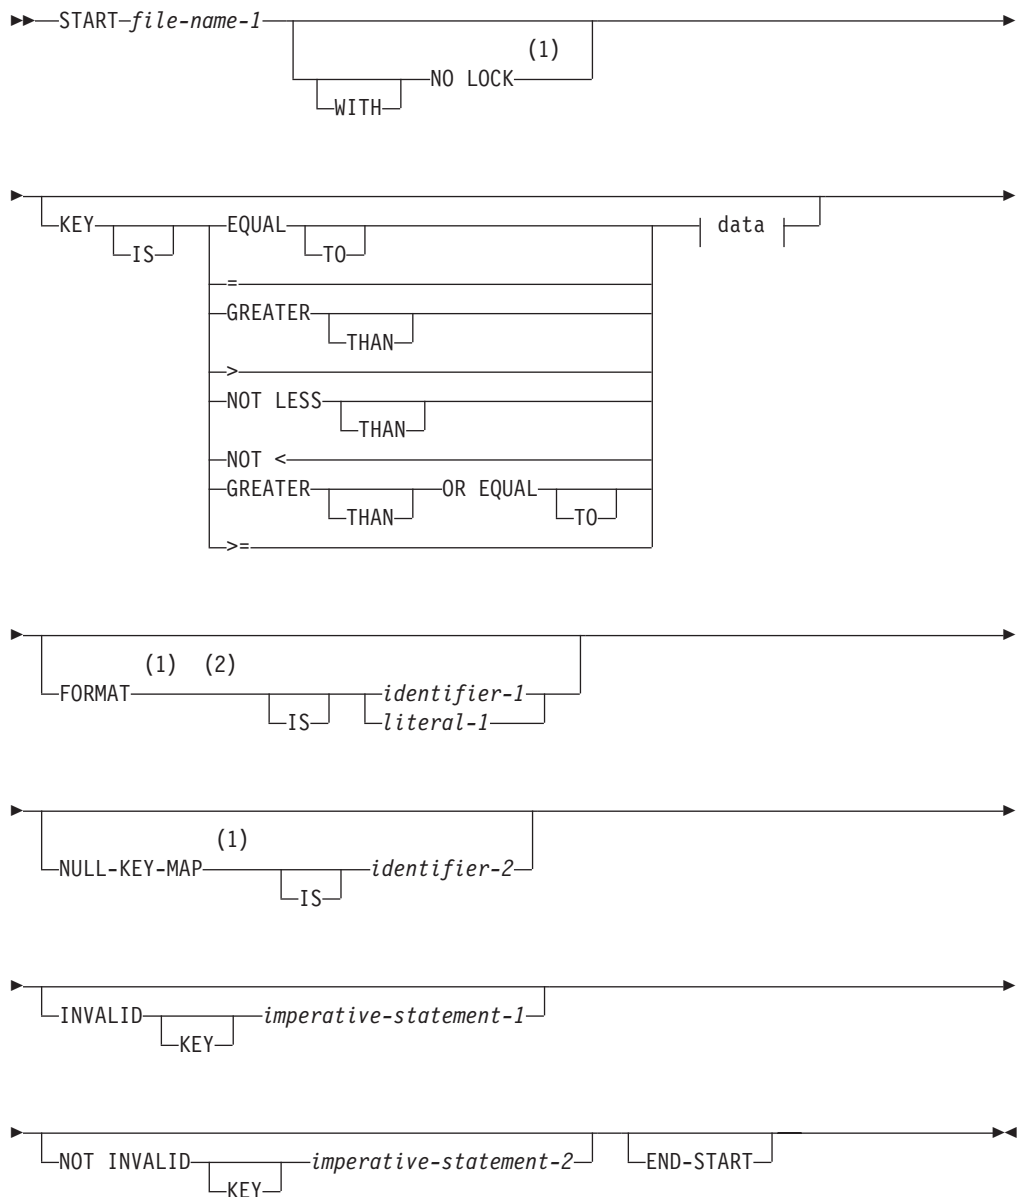 START file-name-1
(1)
NO LOCK
WITH
KEY EQUAL data
IS TO
=
GREATER
THAN
>
NOT LESS
THAN
NOT <
GREATER OR EQUAL
THAN TO
>=
(1) (2)
FORMAT identifier-1
IS literal-1
(1)
NULL-KEY-MAP identifier-2
IS
INVALID imperative-statement-1
KEY
NOT INVALID imperative-statement-2 END-START
KEY